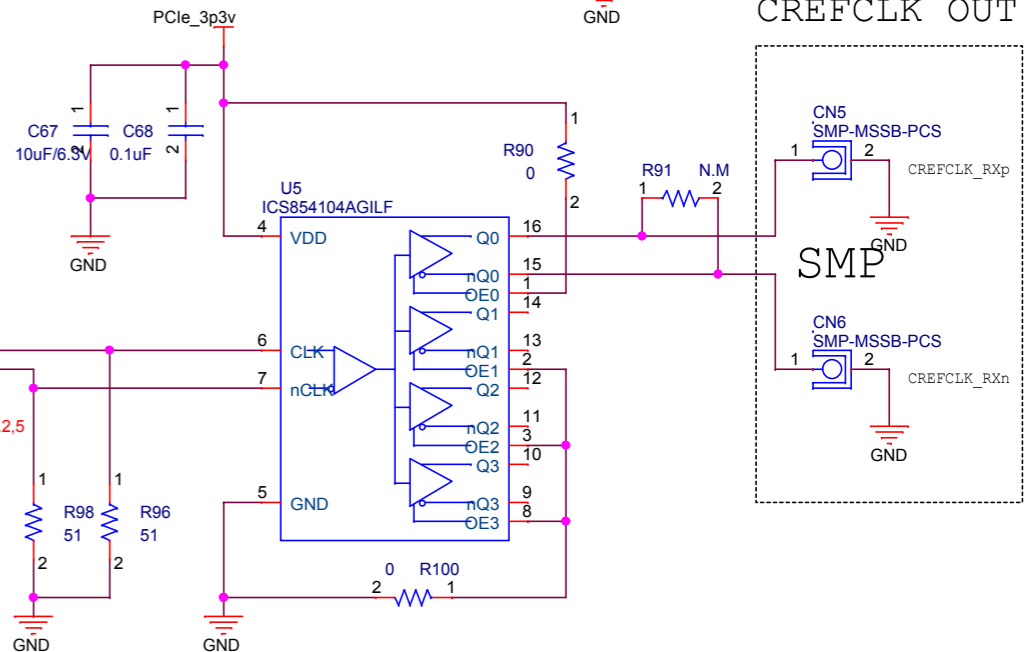 CREFCLK OUT
PCIe_3p3v
GND
1
1
C67
C68
10uF/6.3V
0.1uF
2
2
GND
R90
0
1
2
R91
N.M
1
2
CN5
SMP-MSSB-PCS
1
2
CREFCLK_RXp
GND
SMP
CN6
SMP-MSSB-PCS
1
2
CREFCLK_RXn
GND
U5
ICS854104AGILF
4
VDD
Q0
16
nQ0
15
OE0
1
Q1
14
6
CLK
nQ1
13
OE1
2
7
nCLK
Q2
12
nQ2
11
OE2
3
Q3
10
5
GND
nQ3
9
OE3
8
2,5
1
1
R98
51
R96
51
2
2
GND
GND
0
R100
2
1